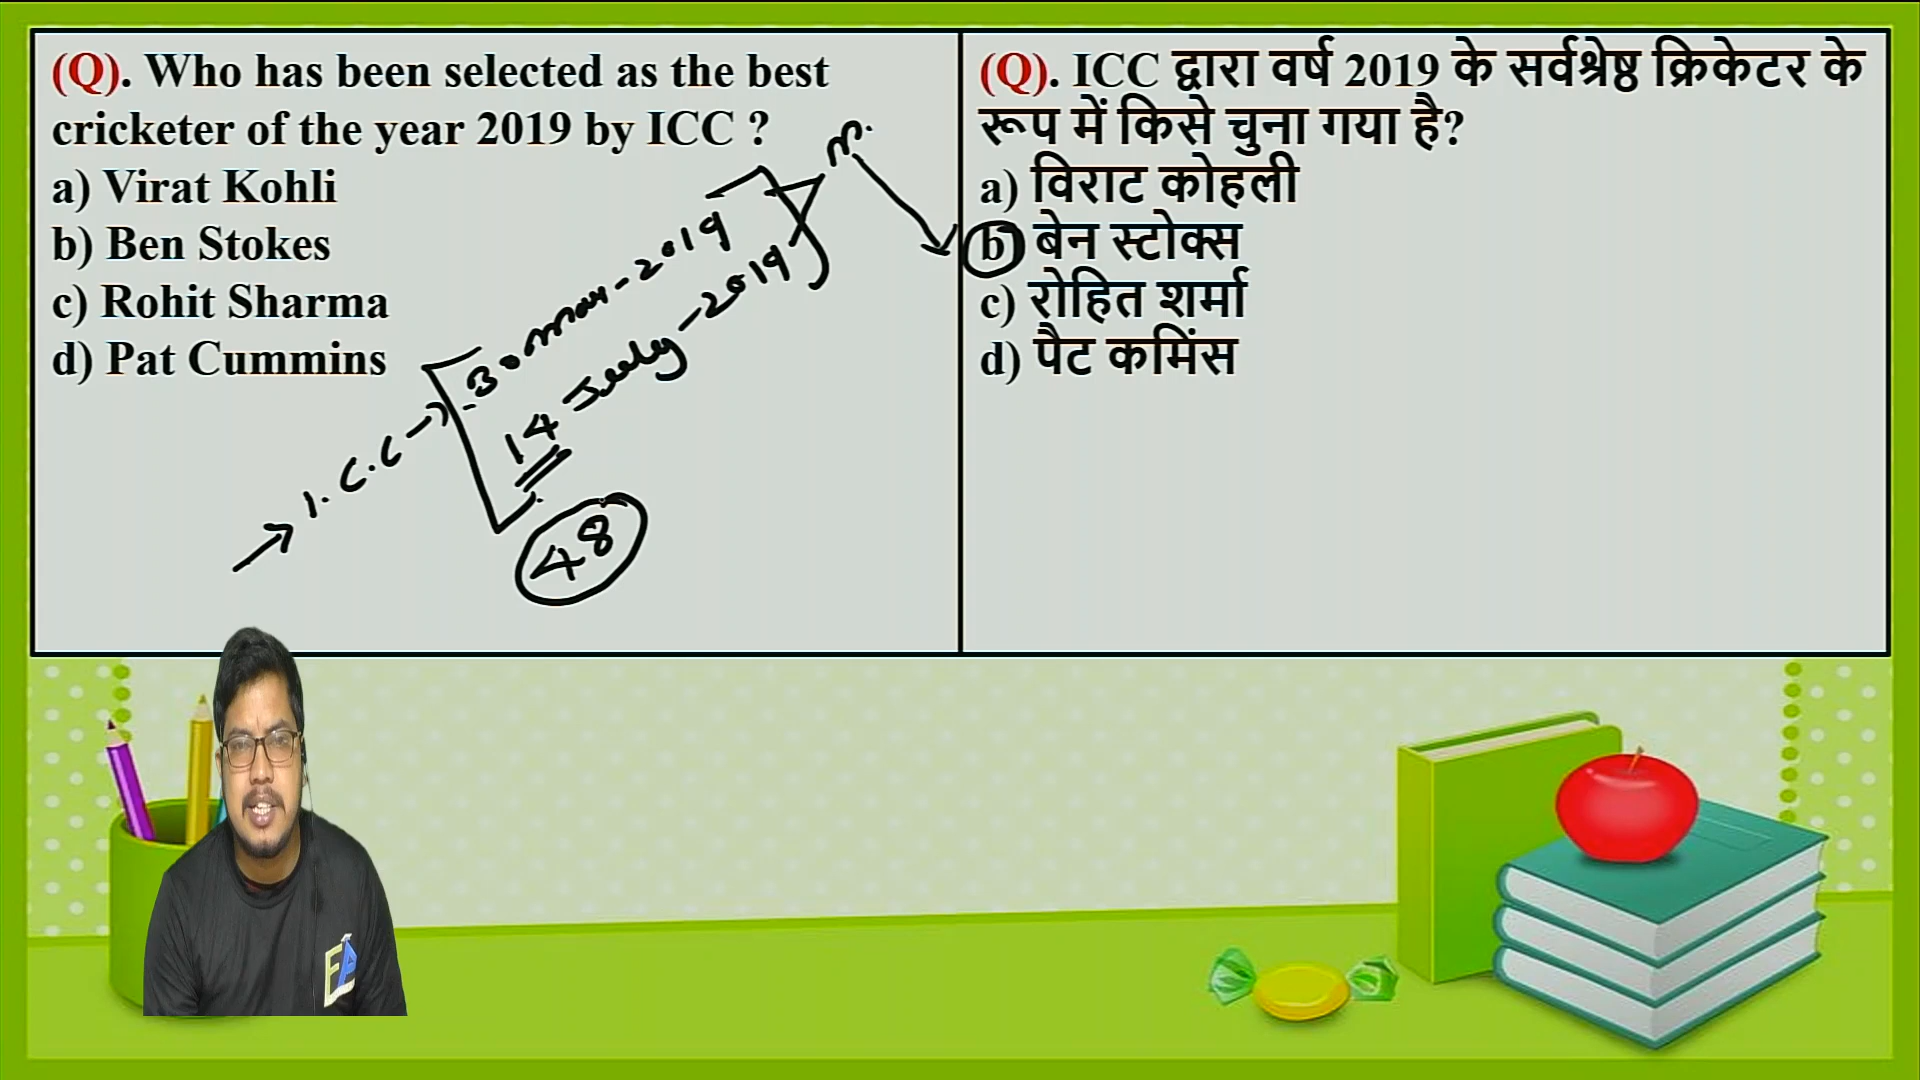 (Q). Who has been selected as the best
cricketer of the year 2019 by ICC ?
a) Virat Kohli
b) Ben Stokes
c) Rohit Sharma
d) Pat Cummins
(Q). ICC द्वारा वर्ष 2019 के सर्वश्रेष्ठ क्रिकेटर के
रूप में किसे चुना गया है?
a) विराट कोहली
b) बेन स्टोक्स
c) रोहित शर्मा
d) पैट कमिंस
I.C.C
30 may - 2019
14 July - 2019
48